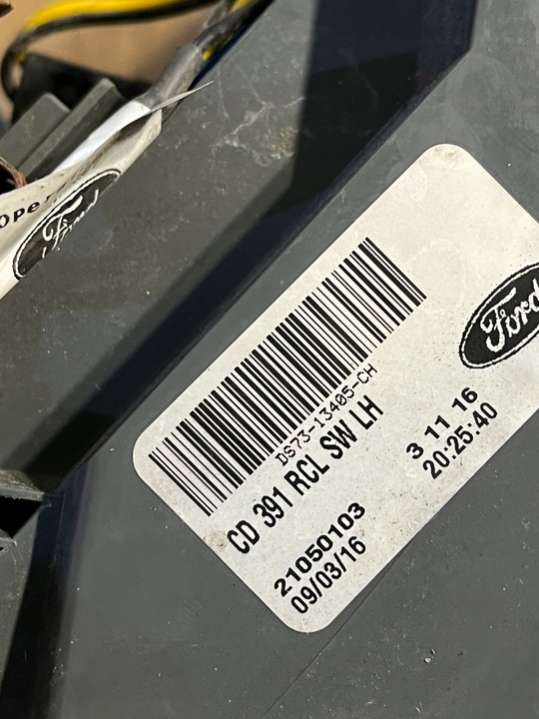 Ope
Ford
DS73-13405-CH
CD 391 RCL SW LH
21050103
09/03/16
Ford
3 11 16
20:25:40